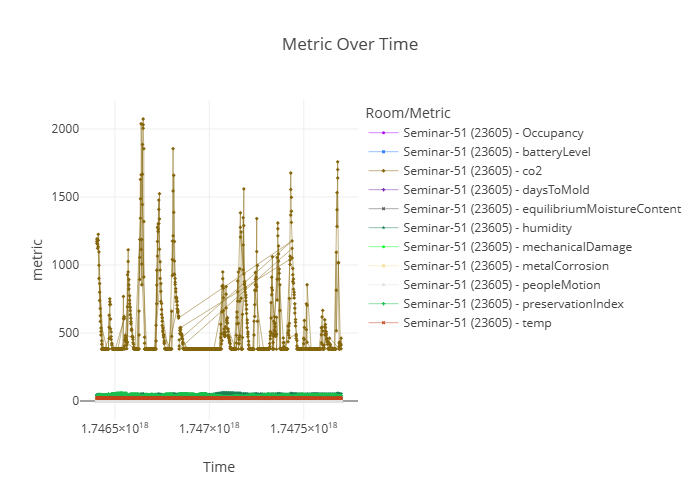 Metric Over Time
Room/Metric
Seminar-51 (23605) - Occupancy
Seminar-51 (23605) - batteryLevel
Seminar-51 (23605) - co2
Seminar-51 (23605) - daysToMold
Seminar-51 (23605) - equilibriumMoistureContent
Seminar-51 (23605) - humidity
Seminar-51 (23605) - mechanicalDamage
Seminar-51 (23605) - metalCorrosion
Seminar-51 (23605) - peopleMotion
Seminar-51 (23605) - preservationIndex
Seminar-51 (23605) - temp
metric
2000
1500
1000
500
0
1.7465×10¹⁸ 1.747×10¹⁸ 1.7475×10¹⁸
Time